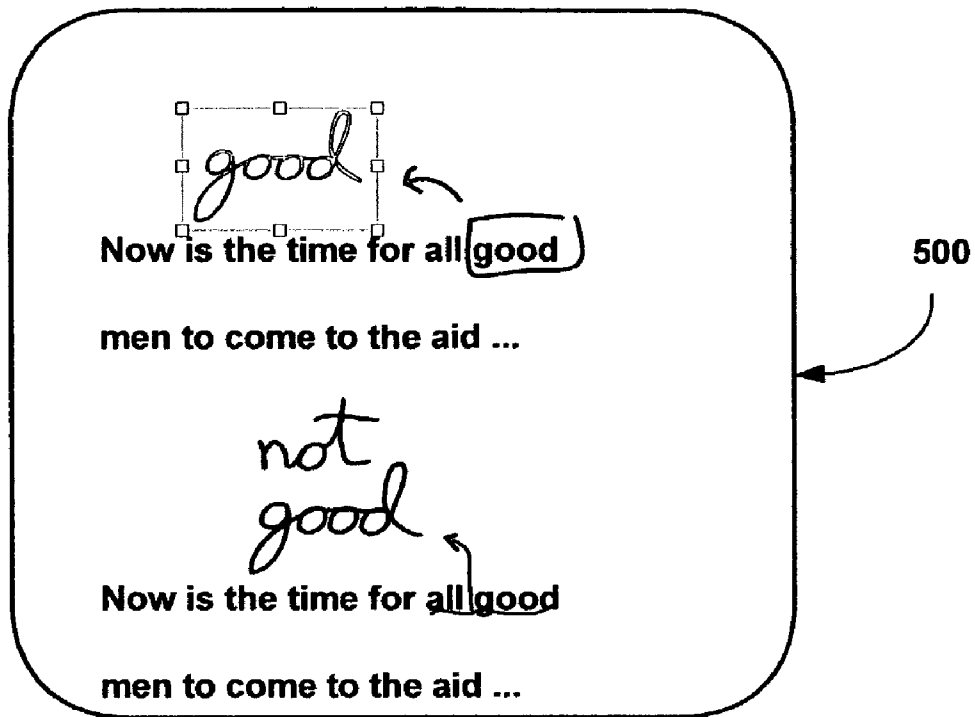 good
Now is the time for all good
500
men to come to the aid ...
not
good
Now is the time for all good
men to come to the aid ...